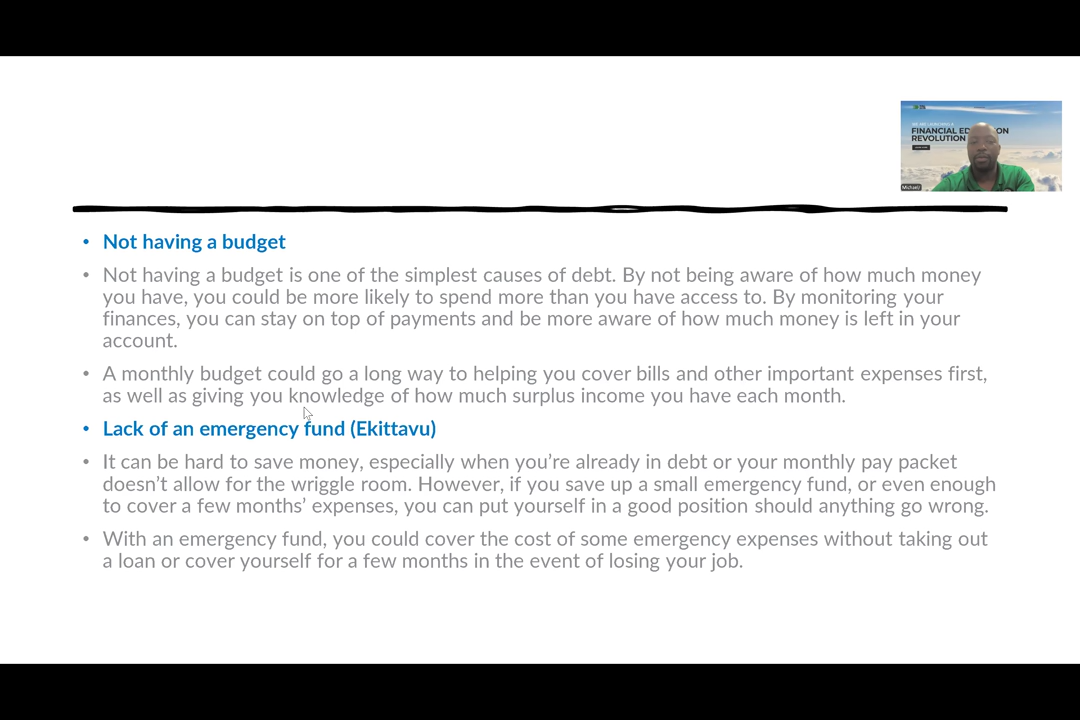 FINANCIAL ED ON
REVOLUTION
Michael
• Not having a budget
• Not having a budget is one of the simplest causes of debt. By not being aware of how much money
you have, you could be more likely to spend more than you have access to. By monitoring your
finances, you can stay on top of payments and be more aware of how much money is left in your
account.
• A monthly budget could go a long way to helping you cover bills and other important expenses first,
as well as giving you knowledge of how much surplus income you have each month.
• Lack of an emergency fund (Ekittavu)
• It can be hard to save money, especially when you’re already in debt or your monthly pay packet
doesn’t allow for the wriggle room. However, if you save up a small emergency fund, or even enough
to cover a few months’ expenses, you can put yourself in a good position should anything go wrong.
• With an emergency fund, you could cover the cost of some emergency expenses without taking out
a loan or cover yourself for a few months in the event of losing your job.